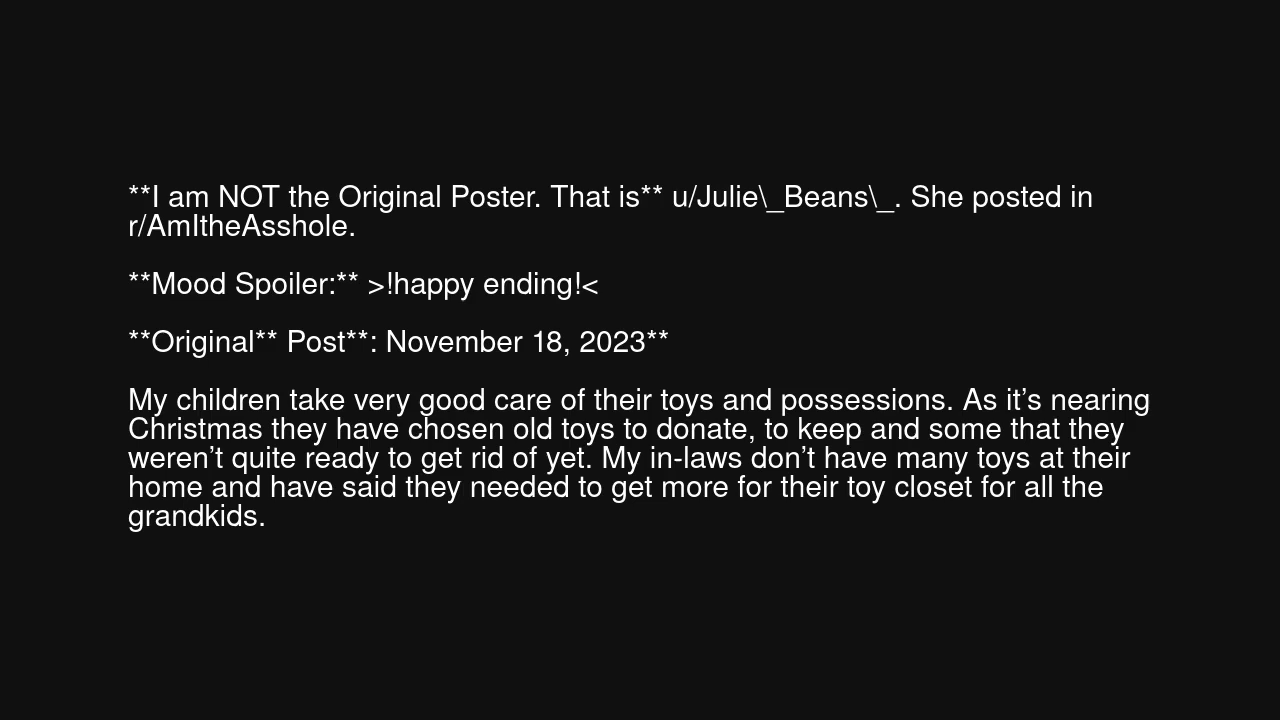 **I am NOT the Original Poster. That is** u/Julie\_Beans\_. She posted in
r/AmItheAsshole.
**Mood Spoiler:** >!happy ending!<
**Original** Post**: November 18, 2023**
My children take very good care of their toys and possessions. As it’s nearing
Christmas they have chosen old toys to donate, to keep and some that they
weren’t quite ready to get rid of yet. My in-laws don’t have many toys at their
home and have said they needed to get more for their toy closet for all the
grandkids.